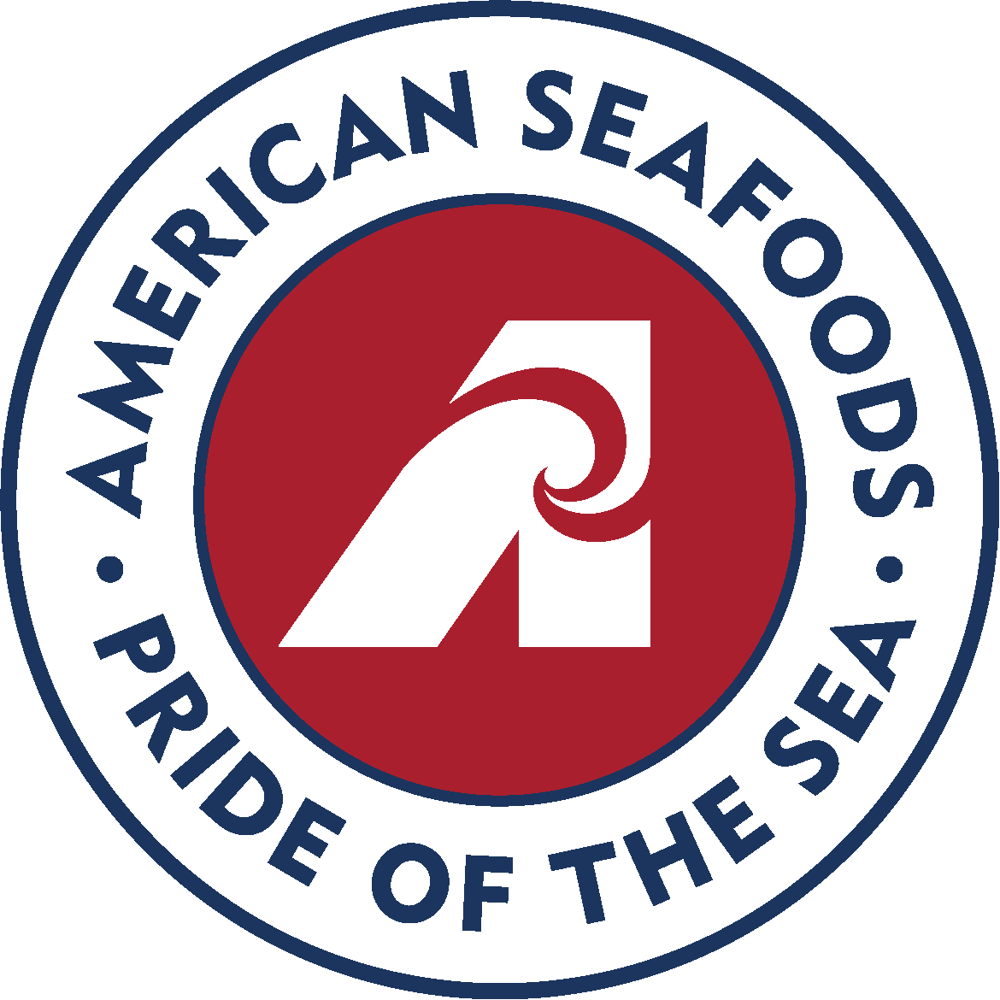 AMERICAN SEAFOODS
• PRIDE OF THE SEA •
A